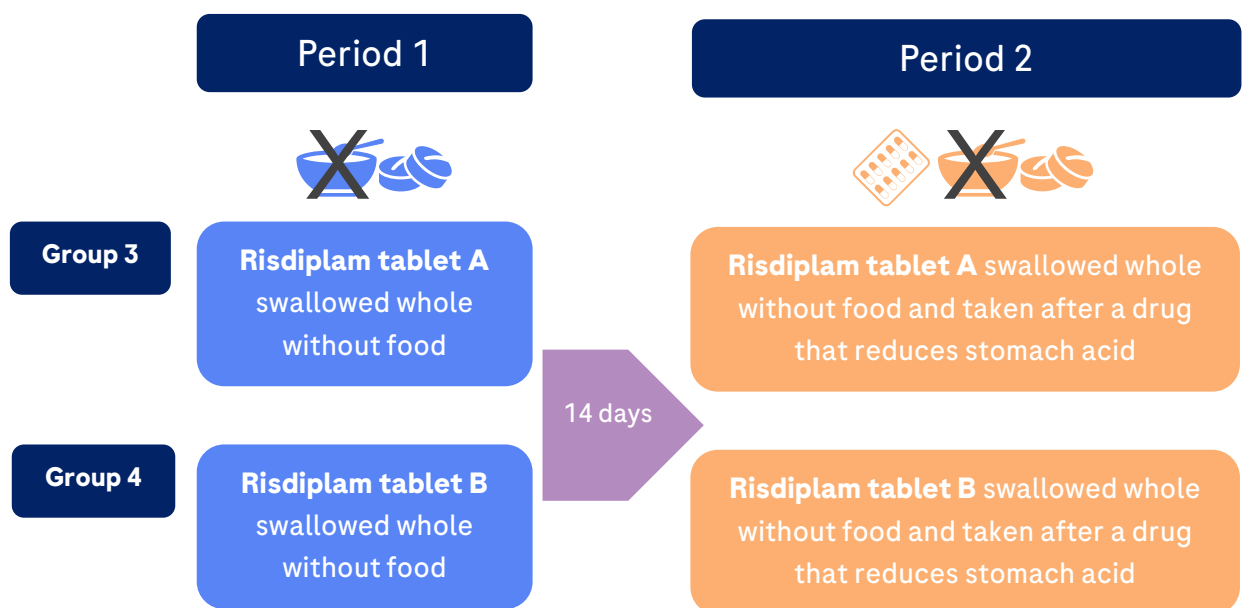 Period 1
Period 2
Group 3
Risdiplam tablet A
swallowed whole
without food
Risdiplam tablet A swallowed whole
without food and taken after a drug
that reduces stomach acid
14 days
Group 4
Risdiplam tablet B
swallowed whole
without food
Risdiplam tablet B swallowed whole
without food and taken after a drug
that reduces stomach acid